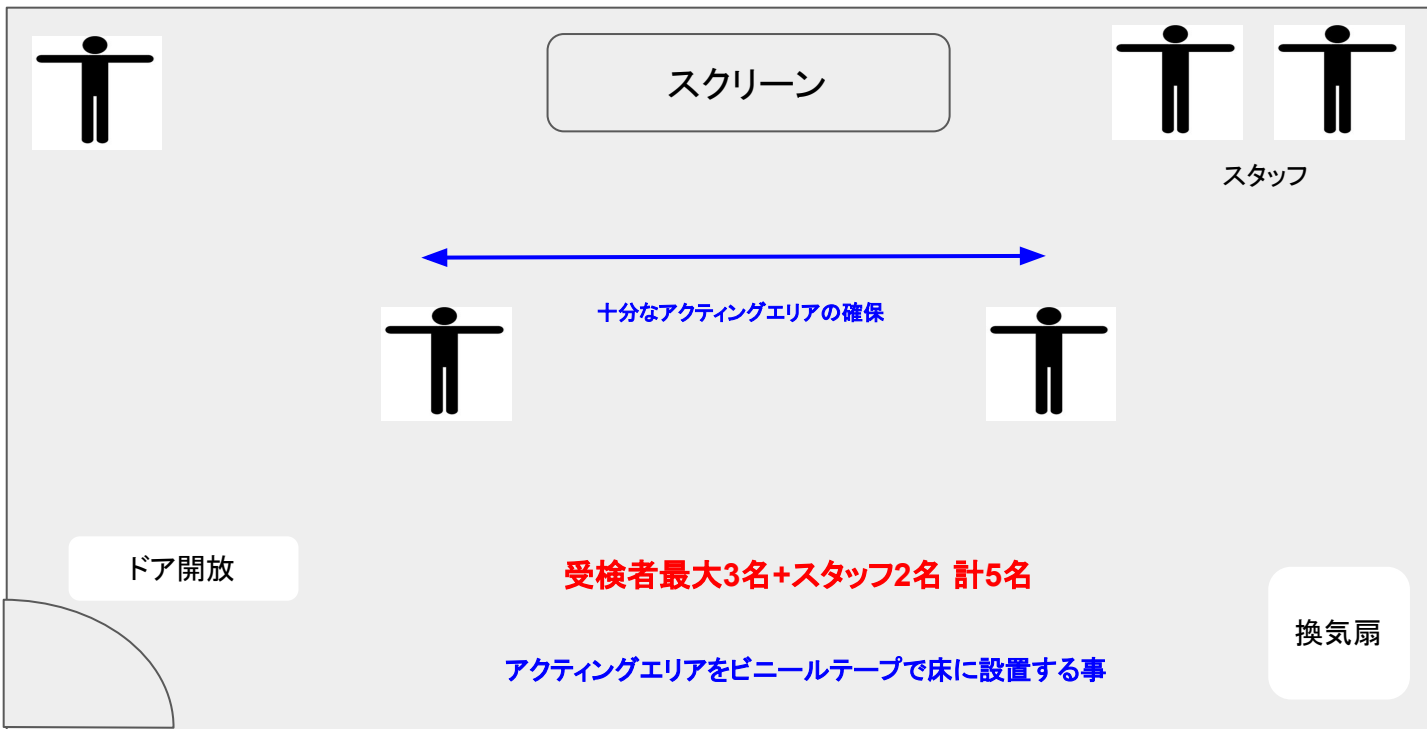 スクリーン
スタッフ
十分なアクティングエリアの確保
ドア開放
受検者最大3名+スタッフ2名 計5名
換気扇
アクティングエリアをビニールテープで床に設置する事